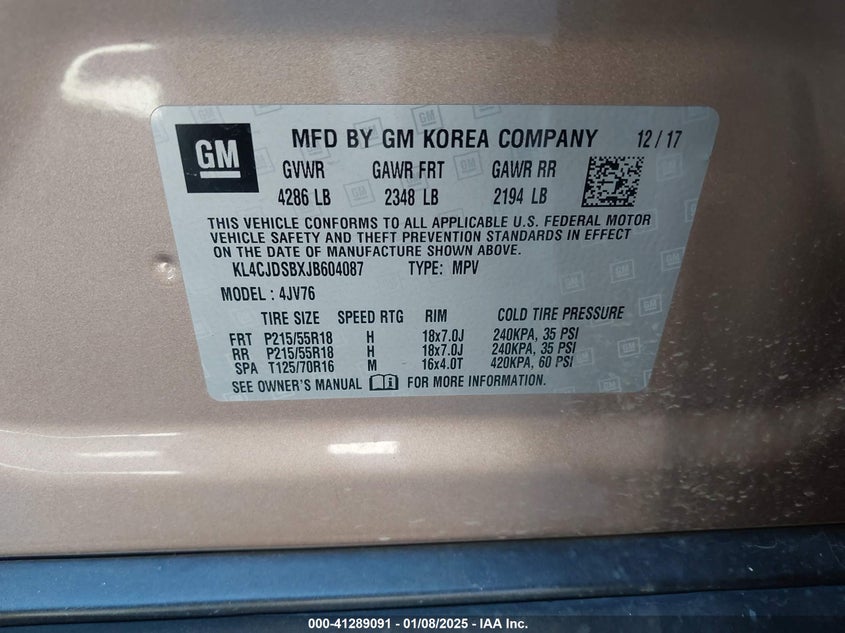 GM MFD BY GM KOREA COMPANY 12 / 17
GVWR GAWR FRT GAWR RR
4286 LB 2348 LB 2194 LB
THIS VEHICLE CONFORMS TO ALL APPLICABLE U.S. FEDERAL MOTOR
VEHICLE SAFETY AND THEFT PREVENTION STANDARDS IN EFFECT
ON THE DATE OF MANUFACTURE SHOWN ABOVE.
KL4CJDSBXJB604087 TYPE: MPV
MODEL : 4JV76
TIRE SIZE SPEED RTG RIM COLD TIRE PRESSURE
FRT P215/55R18 H 18x7.0J 240KPA, 35 PSI
RR P215/55R18 H 18x7.0J 240KPA, 35 PSI
SPA T125/70R16 M 16x4.0T 420KPA, 60 PSI
SEE OWNER'S MANUAL FOR MORE INFORMATION.
000-41289091 - 01/08/2025 - IAA Inc.